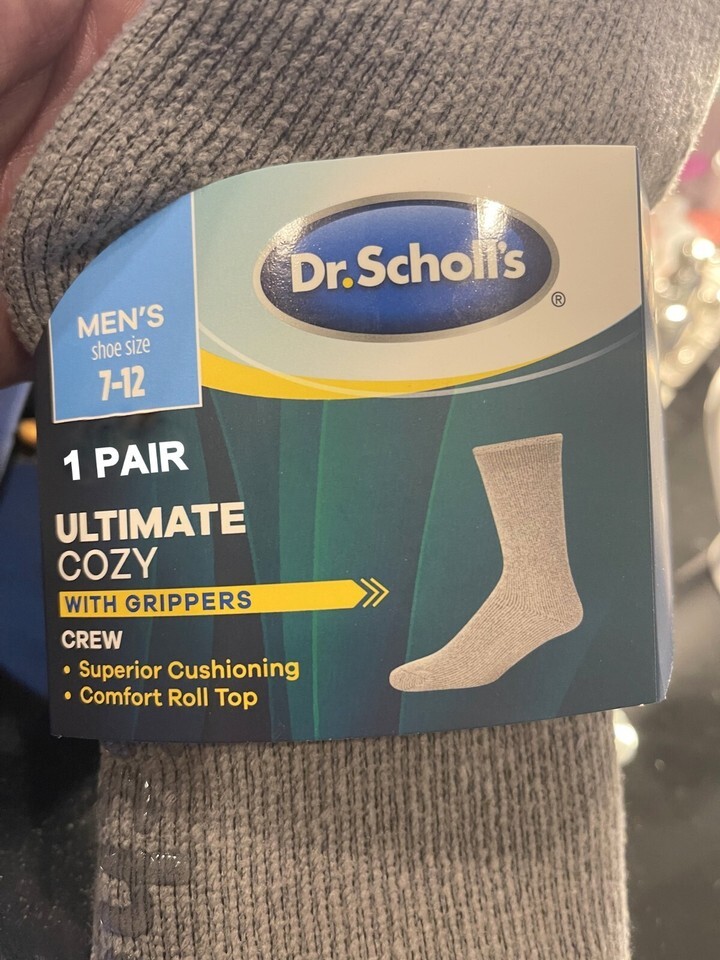 Dr.Scholl's®
MEN'S
shoe size
7-12
1 PAIR
ULTIMATE
COZY
WITH GRIPPERS
CREW
• Superior Cushioning
• Comfort Roll Top